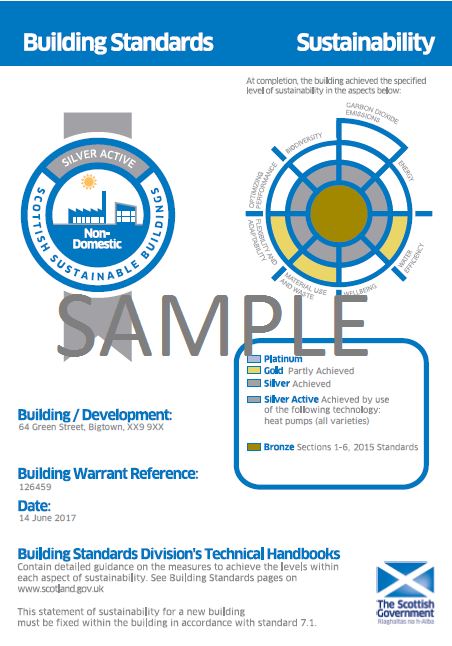 Building Standards
Sustainability
At completion, the building achieved the specified
level of sustainability in the aspects below:
SILVER ACTIVE
SCOTTISH SUSTAINABLE BUILDINGS
Non-
Domestic
CARBON DIOXIDE
EMISSIONS
ENERGY
WATER
EFFICIENCY
WELLBEING
MATERIAL USE
AND WASTE
FLEXIBILITY AND
ADAPTABILITY
OPTIMIZING
PERFORMANCE
BIODIVERSITY
SAMPLE
Platinum
Gold Partly Achieved
Silver Achieved
Silver Active Achieved by use
of the following technology:
heat pumps (all varieties)
Bronze Sections 1-6, 2015 Standards
Building / Development:
64 Green Street, Bigtown, XX9 9XX
Building Warrant Reference:
126459
Date:
14 June 2017
Building Standards Division's Technical Handbooks
Contain detailed guidance on the measures to achieve the levels within
each aspect of sustainability. See Building Standards pages on
www.scotland.gov.uk
This statement of sustainability for a new building
must be fixed within the building in accordance with standard 7.1.
The Scottish
Government
Riaghaltas na h-Alba